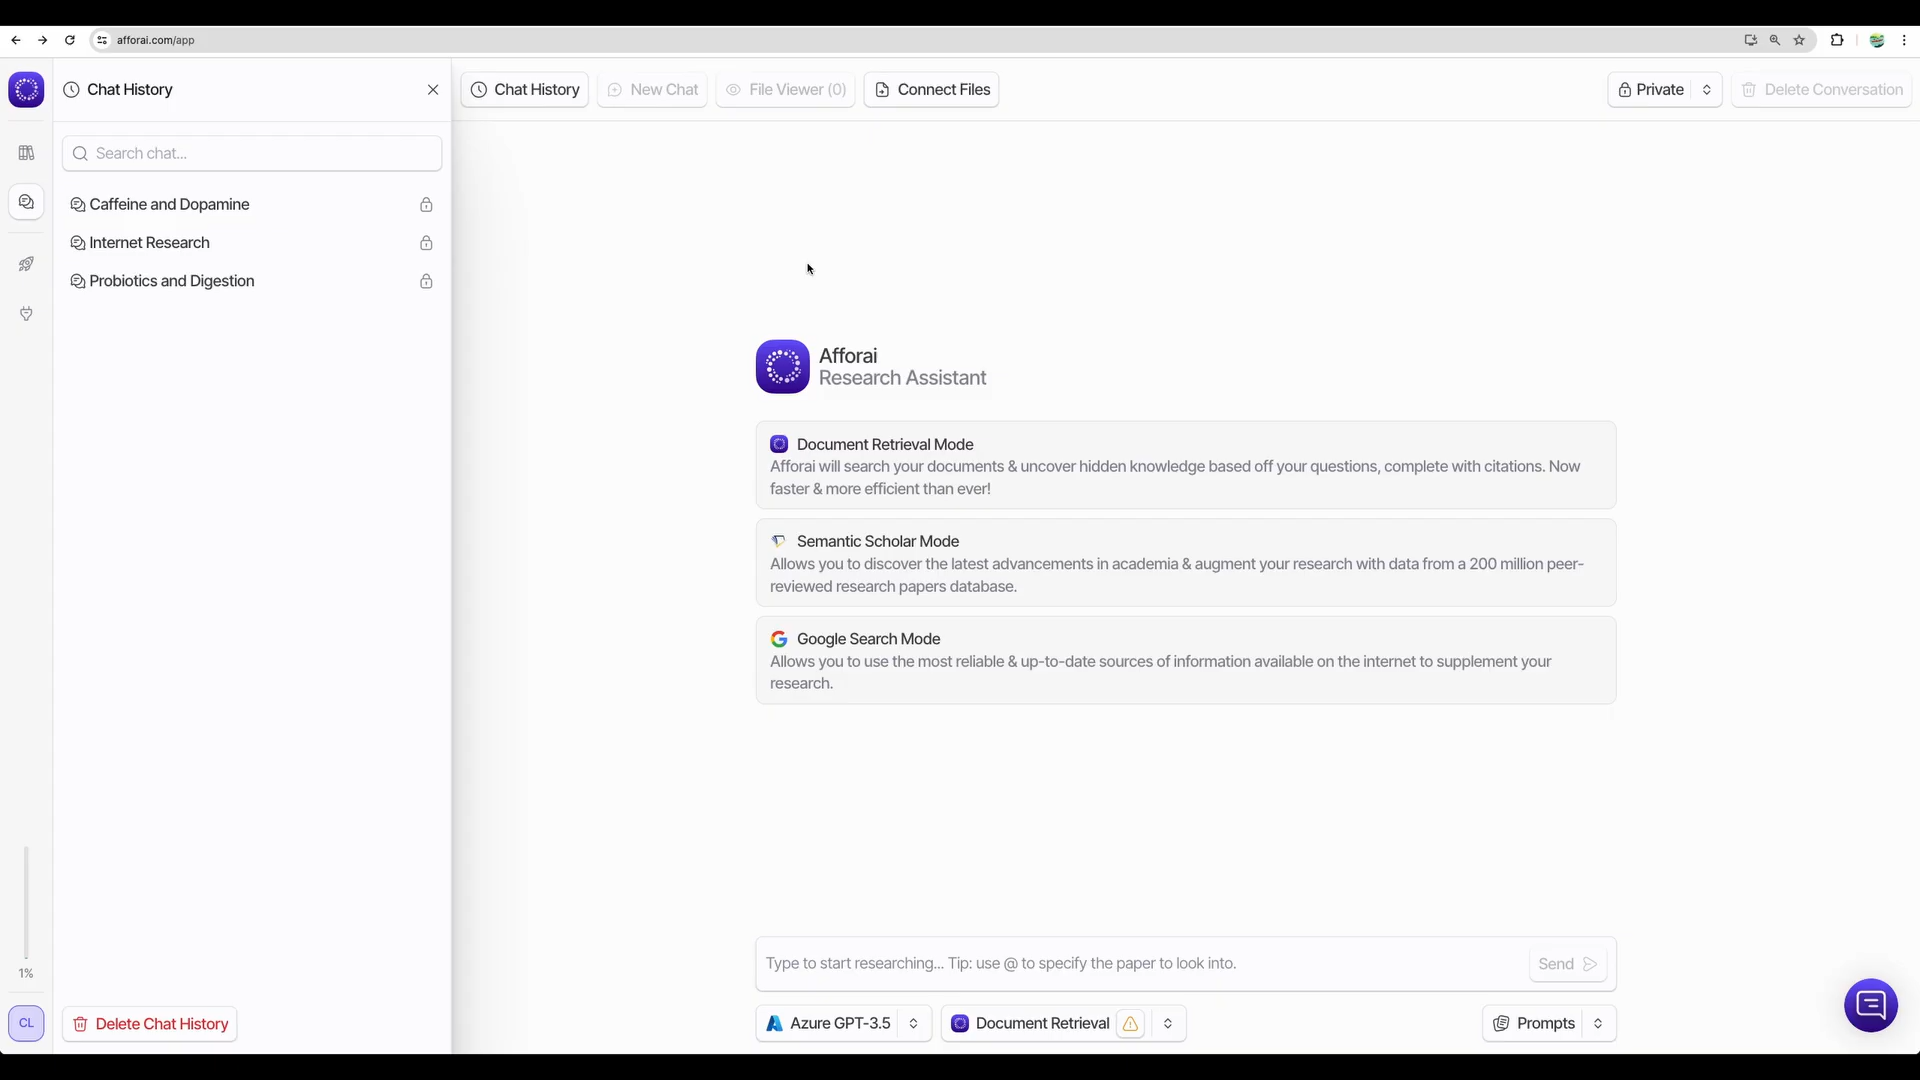 afforai.com/app
Chat History
Chat History
New Chat
File Viewer (0)
Connect Files
Private
Delete Conversation
Search chat...
Caffeine and Dopamine
Internet Research
Probiotics and Digestion
Afforai
Research Assistant
Document Retrieval Mode
Afforai will search your documents & uncover hidden knowledge based off your questions, complete with citations. Now
faster & more efficient than ever!
Semantic Scholar Mode
Allows you to discover the latest advancements in academia & augment your research with data from a 200 million peer-
reviewed research papers database.
Google Search Mode
Allows you to use the most reliable & up-to-date sources of information available on the internet to supplement your
research.
Type to start researching... Tip: use @ to specify the paper to look into.
Send
1%
CL
Delete Chat History
Azure GPT-3.5
Document Retrieval
Prompts